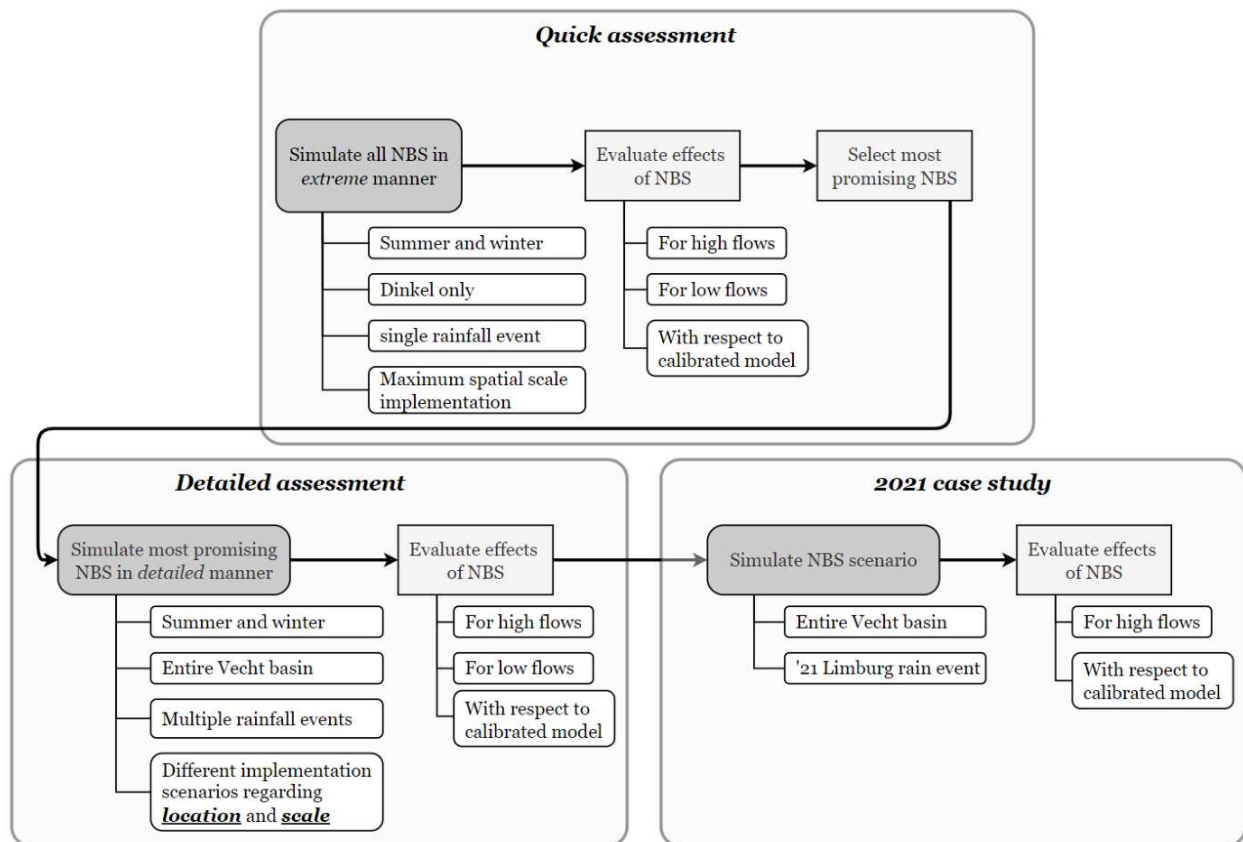 Quick assessment
Simulate all NBS in
extreme manner
Evaluate effects
of NBS
Select most
promising NBS
Summer and winter
Dinkel only
single rainfall event
Maximum spatial scale
implementation
For high flows
For low flows
With respect to
calibrated model
Detailed assessment
Simulate most promising
NBS in detailed manner
Evaluate effects
of NBS
Summer and winter
Entire Vecht basin
Multiple rainfall events
Different implementation
scenarios regarding
location and scale
For high flows
For low flows
With respect to
calibrated model
2021 case study
Simulate NBS scenario
Evaluate effects
of NBS
Entire Vecht basin
'21 Limburg rain event
For high flows
With respect to
calibrated model